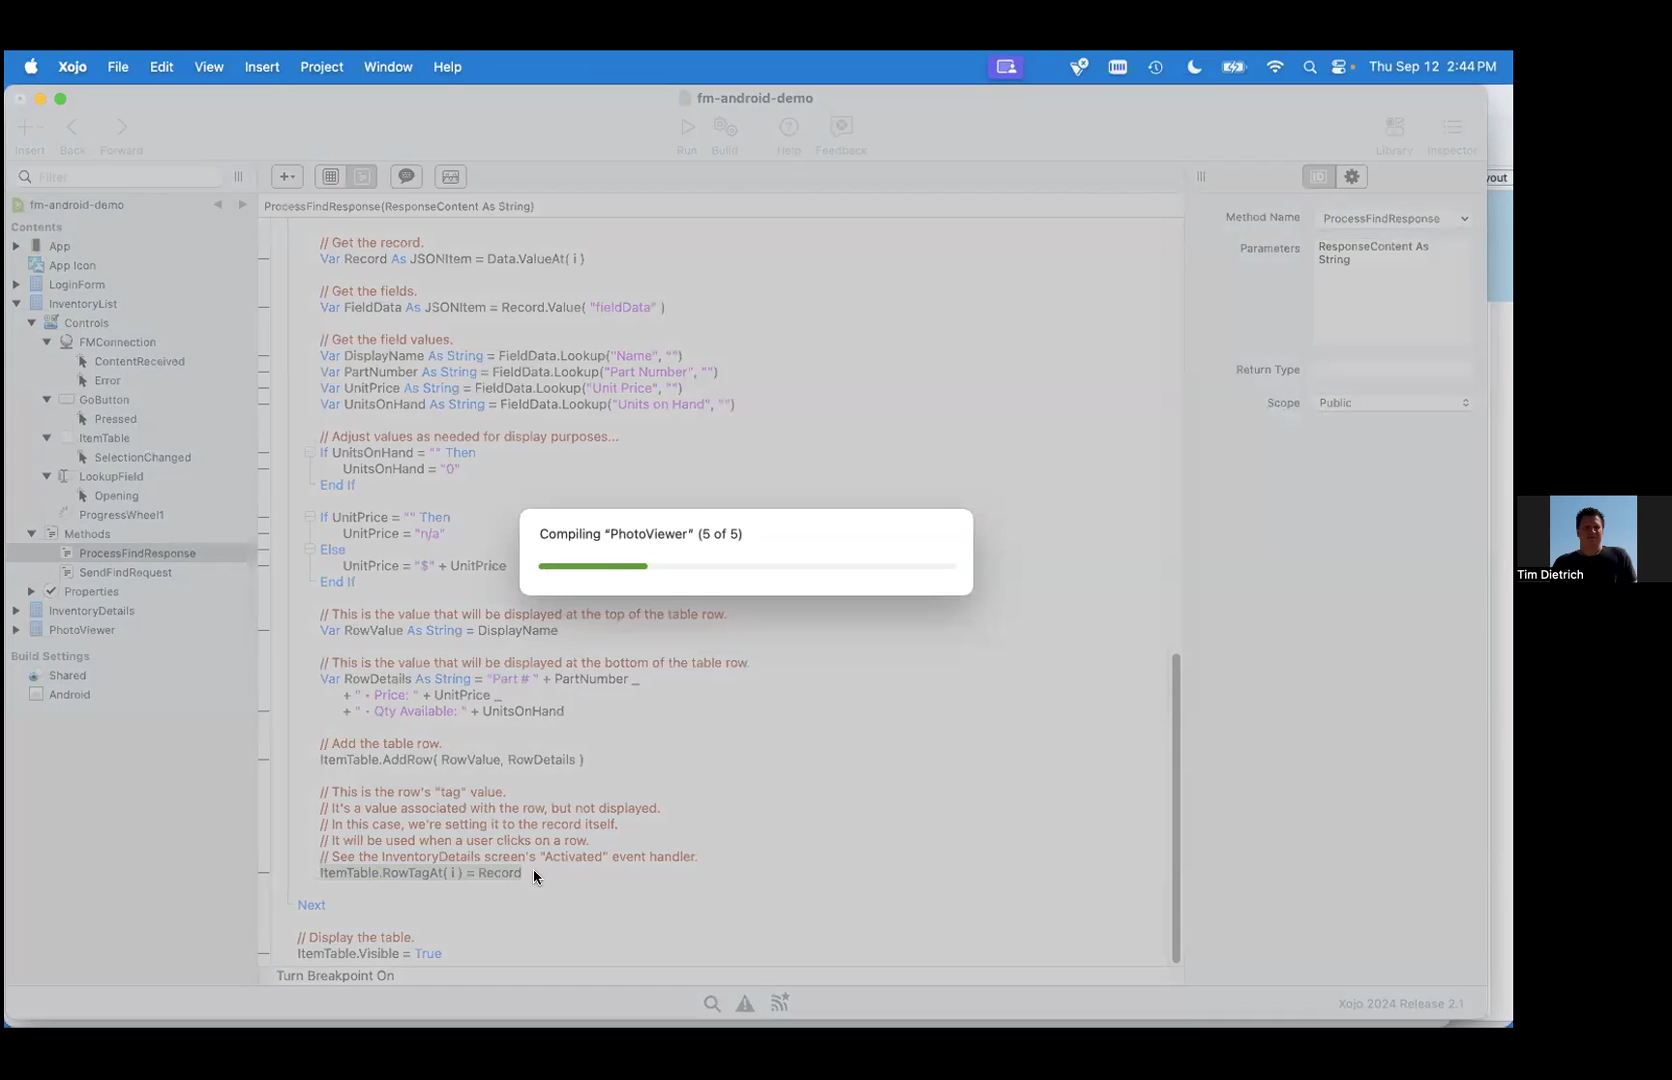 Xojo File Edit View Insert Project Window Help Thu Sep 12 2:44 PM
fm-android-demo
Insert Back Forward Run Build Help Feedback Library Inspector
Filter
fm-android-demo
Contents
App
App Icon
LoginForm
InventoryList
Controls
FMConnection
ContentReceived
Error
GoButton
Pressed
ItemTable
SelectionChanged
LookupField
Opening
ProgressWheel1
Methods
ProcessFindResponse
SendFindRequest
Properties
InventoryDetails
PhotoViewer
Build Settings
Shared
Android
ProcessFindResponse(ResponseContent As String)
// Get the record.
Var Record As JSONItem = Data.ValueAt( i )
// Get the fields.
Var FieldData As JSONItem = Record.Value( "fieldData" )
// Get the field values.
Var DisplayName As String = FieldData.Lookup("Name", "")
Var PartNumber As String = FieldData.Lookup("Part Number", "")
Var UnitPrice As String = FieldData.Lookup("Unit Price", "")
Var UnitsOnHand As String = FieldData.Lookup("Units on Hand", "")
// Adjust values as needed for display purposes...
If UnitsOnHand = "" Then
UnitsOnHand = "0"
End If
If UnitPrice = "" Then
UnitPrice = "n/a"
Else
UnitPrice = "$" + UnitPrice
End If
// This is the value that will be displayed at the top of the table row.
Var RowValue As String = DisplayName
// This is the value that will be displayed at the bottom of the table row.
Var RowDetails As String = "Part # " + PartNumber _
+ " - Price: " + UnitPrice _
+ " - Qty Available: " + UnitsOnHand
// Add the table row.
ItemTable.AddRow( RowValue, RowDetails )
// This is the row's "tag" value.
// It's a value associated with the row, but not displayed.
// In this case, we're setting it to the record itself.
// It will be used when a user clicks on a row.
// See the InventoryDetails screen's "Activated" event handler.
ItemTable.RowTagAt( i ) = Record
Next
// Display the table.
ItemTable.Visible = True
Turn Breakpoint On
Compiling “PhotoViewer” (5 of 5)
ID
Method Name ProcessFindResponse
Parameters ResponseContent As
String
Return Type
Scope Public
Xojo 2024 Release 2.1
Tim Dietrich